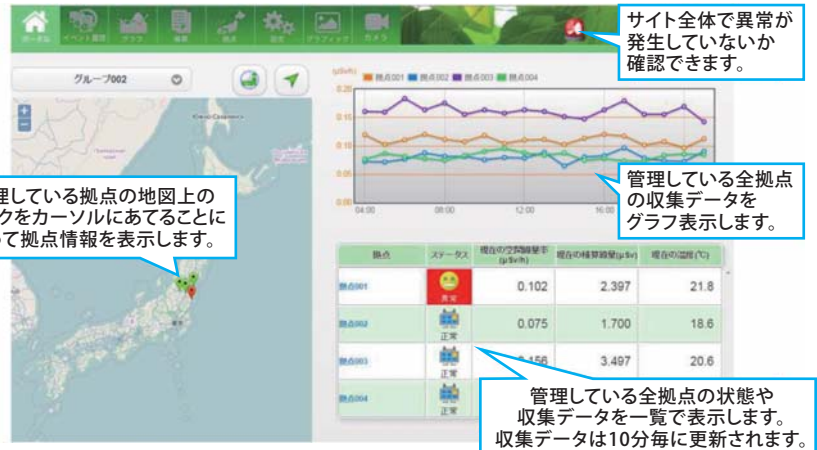 サイト全体で異常が
発生していないか
確認できます。
グループ002
(μSv/h)
拠点001 拠点002 拠点003 拠点004
0.20
0.15
0.10
0.05
0.00
04:00 08:00 12:00 16:00
管理している全拠点
の収集データを
グラフ表示します。
理している拠点の地図上の
クをカーソルにあてることに
て拠点情報を表示します。
拠点 ステータス 現在の空間線量率(μSv/h) 現在の積算線量(μSv) 現在の温度(℃)
拠点001 異常 0.102 2.397 21.8
拠点002 正常 0.075 1.700 18.6
拠点003 正常 0.156 3.497 20.6
拠点004 正常
管理している全拠点の状態や
収集データを一覧で表示します。
収集データは10分毎に更新されます。